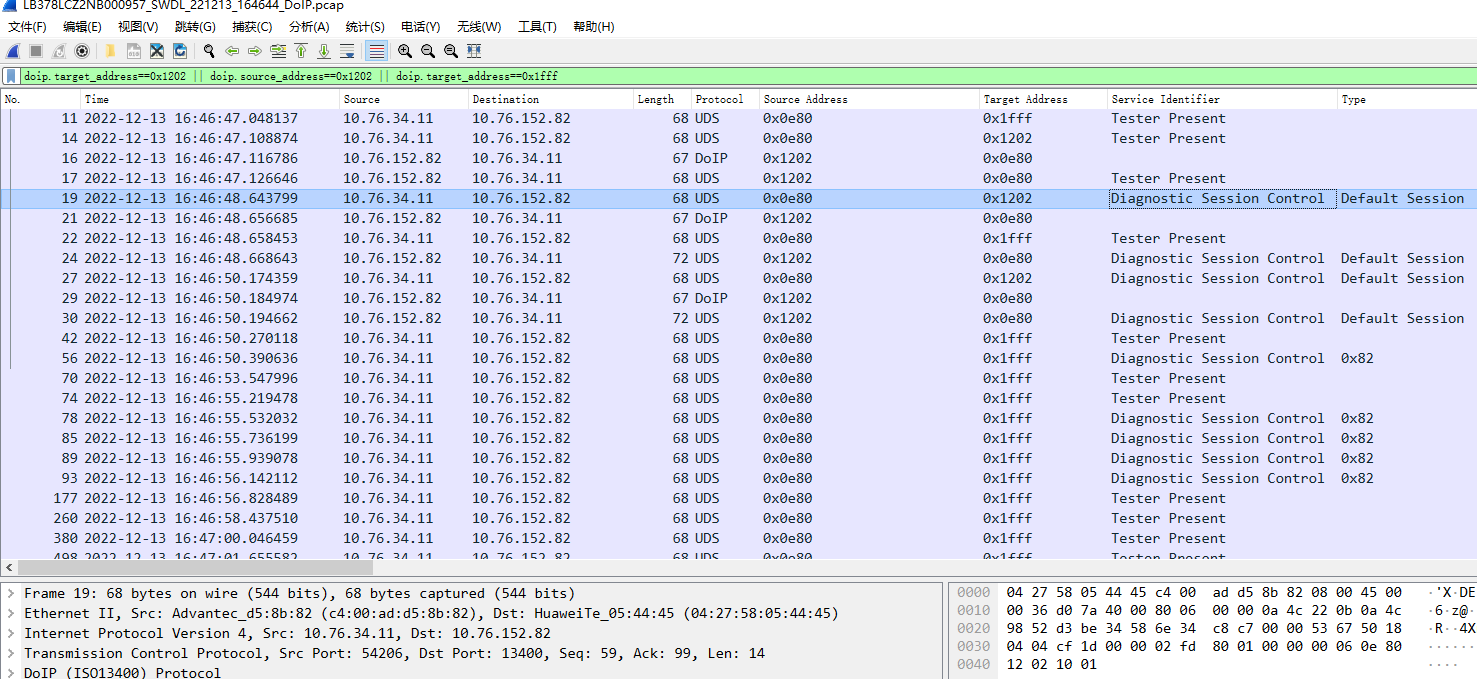 LB378LCZ2NB000957_SWDL_221213_164644_DoIP.pcap
文件(F) 编辑(E) 视图(V) 跳转(G) 捕获(C) 分析(A) 统计(S) 电话(Y) 无线(W) 工具(T) 帮助(H)
doip.target_address==0x1202 || doip.source_address==0x1202 || doip.target_address==0x1fff
No. Time Source Destination Length Protocol Source Address Target Address Service Identifier Type
11 2022-12-13 16:46:47.048137 10.76.34.11 10.76.152.82 68 UDS 0x0e80 0x1fff Tester Present
14 2022-12-13 16:46:47.108874 10.76.34.11 10.76.152.82 68 UDS 0x0e80 0x1202 Tester Present
16 2022-12-13 16:46:47.116786 10.76.152.82 10.76.34.11 67 DoIP 0x1202 0x0e80
17 2022-12-13 16:46:47.126646 10.76.152.82 10.76.34.11 68 UDS 0x1202 0x0e80 Tester Present
19 2022-12-13 16:46:48.643799 10.76.34.11 10.76.152.82 68 UDS 0x0e80 0x1202 Diagnostic Session Control Default Session
21 2022-12-13 16:46:48.656685 10.76.152.82 10.76.34.11 67 DoIP 0x1202 0x0e80
22 2022-12-13 16:46:48.658453 10.76.34.11 10.76.152.82 68 UDS 0x0e80 0x1fff Tester Present
24 2022-12-13 16:46:48.668643 10.76.152.82 10.76.34.11 72 UDS 0x1202 0x0e80 Diagnostic Session Control Default Session
27 2022-12-13 16:46:50.174359 10.76.34.11 10.76.152.82 68 UDS 0x0e80 0x1202 Diagnostic Session Control Default Session
29 2022-12-13 16:46:50.184974 10.76.152.82 10.76.34.11 67 DoIP 0x1202 0x0e80
30 2022-12-13 16:46:50.194662 10.76.152.82 10.76.34.11 72 UDS 0x1202 0x0e80 Diagnostic Session Control Default Session
42 2022-12-13 16:46:50.270118 10.76.34.11 10.76.152.82 68 UDS 0x0e80 0x1fff Tester Present
56 2022-12-13 16:46:50.390636 10.76.34.11 10.76.152.82 68 UDS 0x0e80 0x1fff Diagnostic Session Control 0x82
70 2022-12-13 16:46:53.547996 10.76.34.11 10.76.152.82 68 UDS 0x0e80 0x1fff Tester Present
74 2022-12-13 16:46:55.219478 10.76.34.11 10.76.152.82 68 UDS 0x0e80 0x1fff Tester Present
78 2022-12-13 16:46:55.532032 10.76.34.11 10.76.152.82 68 UDS 0x0e80 0x1fff Diagnostic Session Control 0x82
85 2022-12-13 16:46:55.736199 10.76.34.11 10.76.152.82 68 UDS 0x0e80 0x1fff Diagnostic Session Control 0x82
89 2022-12-13 16:46:55.939078 10.76.34.11 10.76.152.82 68 UDS 0x0e80 0x1fff Diagnostic Session Control 0x82
93 2022-12-13 16:46:56.142112 10.76.34.11 10.76.152.82 68 UDS 0x0e80 0x1fff Diagnostic Session Control 0x82
177 2022-12-13 16:46:56.828489 10.76.34.11 10.76.152.82 68 UDS 0x0e80 0x1fff Tester Present
260 2022-12-13 16:46:58.437510 10.76.34.11 10.76.152.82 68 UDS 0x0e80 0x1fff Tester Present
380 2022-12-13 16:47:00.046459 10.76.34.11 10.76.152.82 68 UDS 0x0e80 0x1fff Tester Present
498 2022-12-13 16:47:01.655582 10.76.34.11 10.76.152.82 68 UDS 0x0e80 0x1fff Tester Present
Frame 19: 68 bytes on wire (544 bits), 68 bytes captured (544 bits)
Ethernet II, Src: Advantec_d5:8b:82 (c4:00:ad:d5:8b:82), Dst: HuaweiTe_05:44:45 (04:27:58:05:44:45)
Internet Protocol Version 4, Src: 10.76.34.11, Dst: 10.76.152.82
Transmission Control Protocol, Src Port: 54206, Dst Port: 13400, Seq: 59, Ack: 99, Len: 14
DoIP (ISO13400) Protocol
0000 04 27 58 05 44 45 c4 00 ad d5 8b 82 08 00 45 00 ·'X·DE
0010 00 36 d0 7a 40 00 80 06 00 00 0a 4c 22 0b 0a 4c ·6·z@·
0020 98 52 d3 be 34 58 6e 34 c8 c7 00 00 53 67 50 18 ·R··4X
0030 04 04 cf 1d 00 00 02 fd 80 01 00 00 00 06 0e 80 ······
0040 12 02 10 01 ····